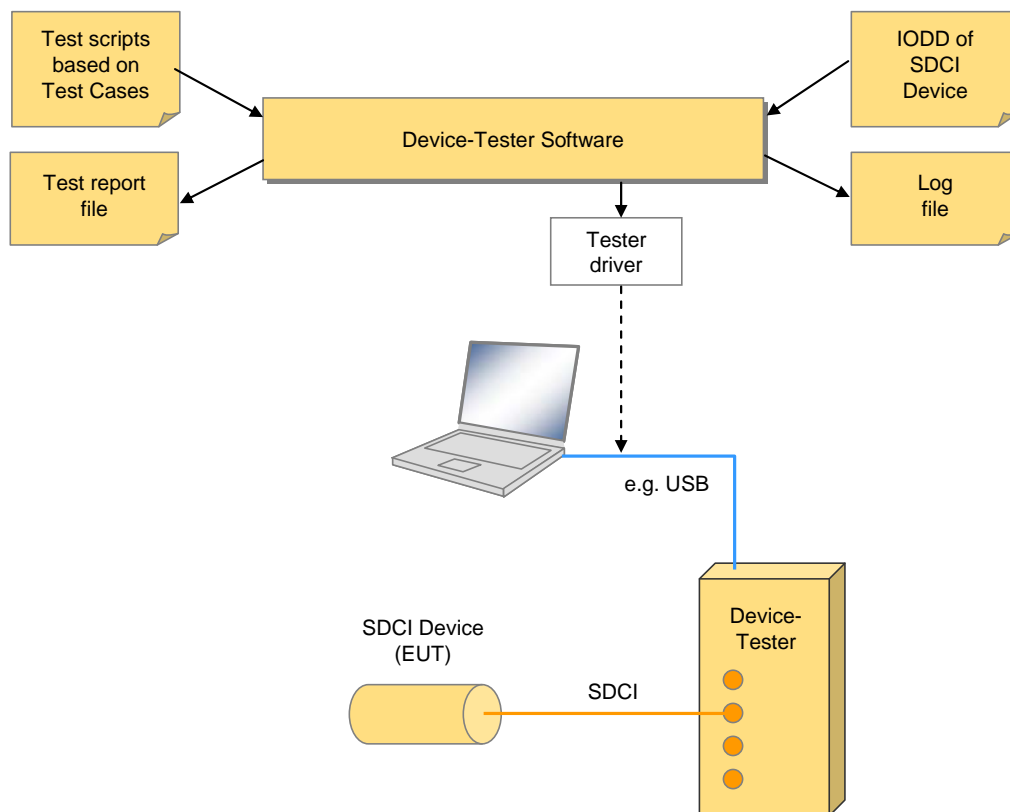 Test scripts
based on
Test Cases
IODD of
SDCI
Device
Device-Tester Software
Test report
file
Log
file
Tester
driver
e.g. USB
Device-
Tester
SDCI Device
(EUT)
SDCI